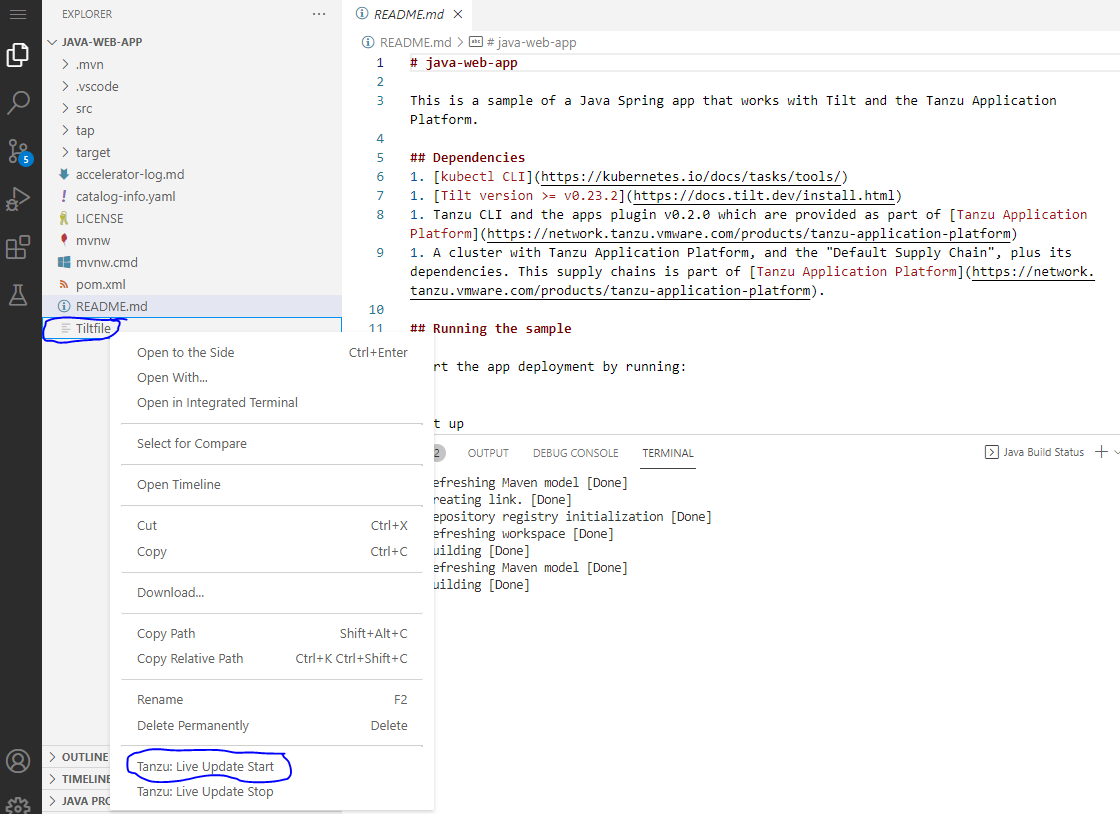 EXPLORER
JAVA-WEB-APP
.mvn
.vscode
src
tap
target
accelerator-log.md
catalog-info.yaml
LICENSE
mvnw
mvnw.cmd
pom.xml
README.md
Tiltfile
5
OUTLINE
TIMELINE
JAVA PRO
Open to the Side Ctrl+Enter
Open With...
Open in Integrated Terminal
Select for Compare
Open Timeline
Cut Ctrl+X
Copy Ctrl+C
Download...
Copy Path Shift+Alt+C
Copy Relative Path Ctrl+K Ctrl+Shift+C
Rename F2
Delete Permanently Delete
Tanzu: Live Update Start
Tanzu: Live Update Stop
README.md
README.md > # java-web-app
1 # java-web-app
2
3 This is a sample of a Java Spring app that works with Tilt and the Tanzu Application
Platform.
4
5 ## Dependencies
6 1. [kubectl CLI](https://kubernetes.io/docs/tasks/tools/)
7 1. [Tilt version >= v0.23.2](https://docs.tilt.dev/install.html)
8 1. Tanzu CLI and the apps plugin v0.2.0 which are provided as part of [Tanzu Application
Platform](https://network.tanzu.vmware.com/products/tanzu-application-platform)
9 1. A cluster with Tanzu Application Platform, and the "Default Supply Chain", plus its
dependencies. This supply chains is part of [Tanzu Application Platform](https://network.
tanzu.vmware.com/products/tanzu-application-platform).
10
11 ## Running the sample
rt the app deployment by running:
t up
2 OUTPUT DEBUG CONSOLE TERMINAL Java Build Status
efreshing Maven model [Done]
reating link. [Done]
epository registry initialization [Done]
efreshing workspace [Done]
uilding [Done]
efreshing Maven model [Done]
uilding [Done]